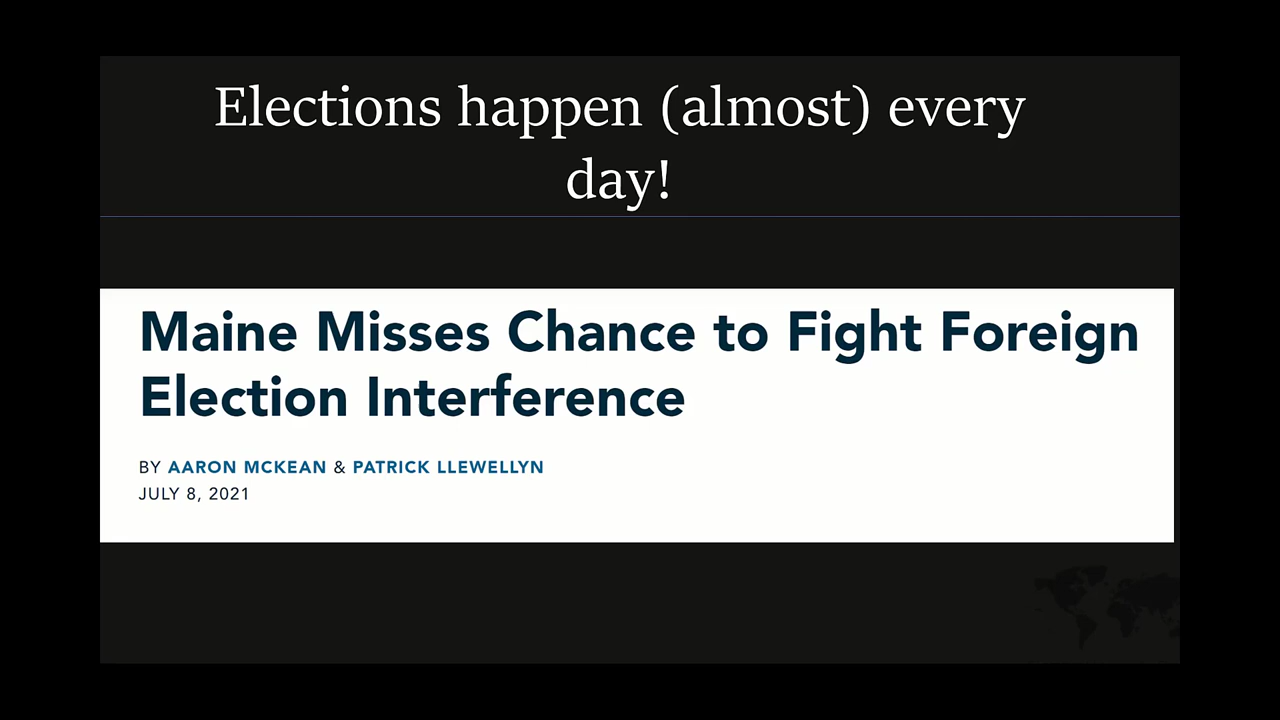 Elections happen (almost) every
day!
Maine Misses Chance to Fight Foreign
Election Interference
BY AARON MCKEAN & PATRICK LLEWELLYN
JULY 8, 2021